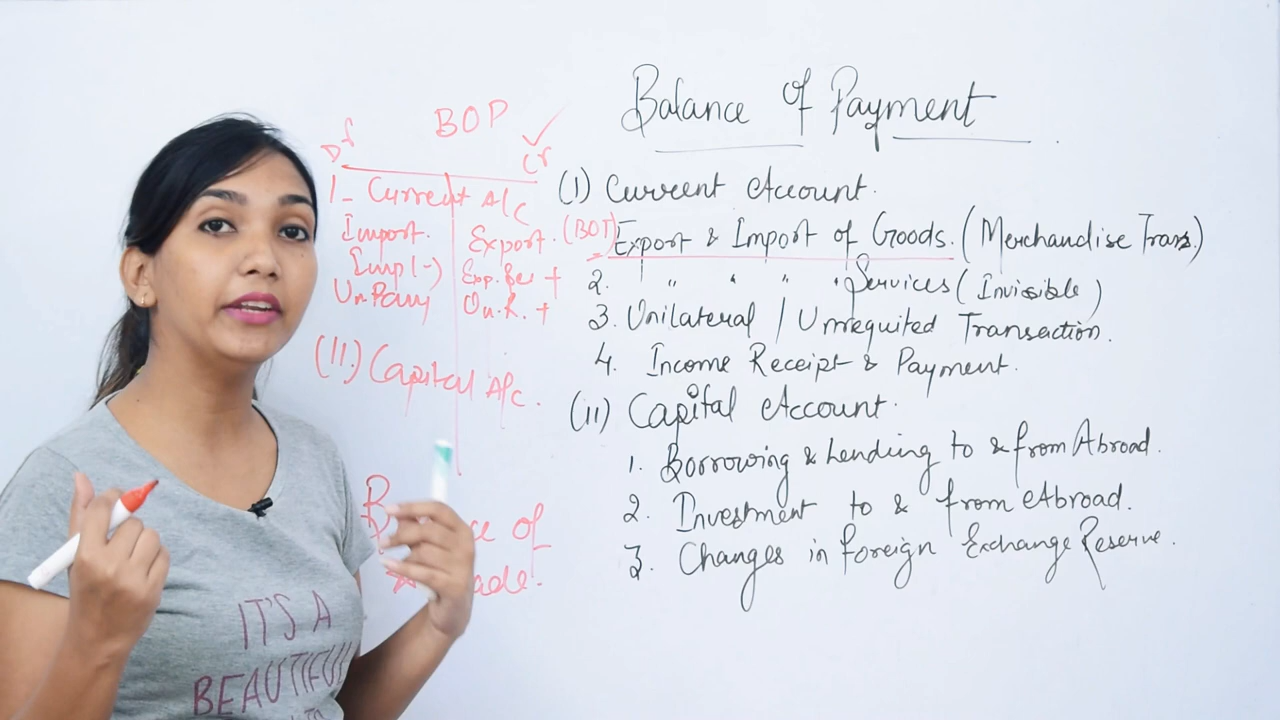 BOP
Dr
Cr
1- Current A/c
Import. Export.
Emp(-) Exp. Ser +
Un Pay Un. R. +
(II.) Capital A/c.
of
ade.
Balance of Payment
(I) Current Account.
(BOT) Export & Import of Goods. (Merchandise Trans.)
2. " " " " Services (Invisible)
3. Unilateral / Unrequited Transaction.
4. Income Receipt & Payment.
(II) Capital Account.
1. Borrowing & Lending to & from Abroad.
2. Investment to & from Abroad.
3. Changes in foreign Exchange Reserve.
IT'S A
BEAUTIFUL